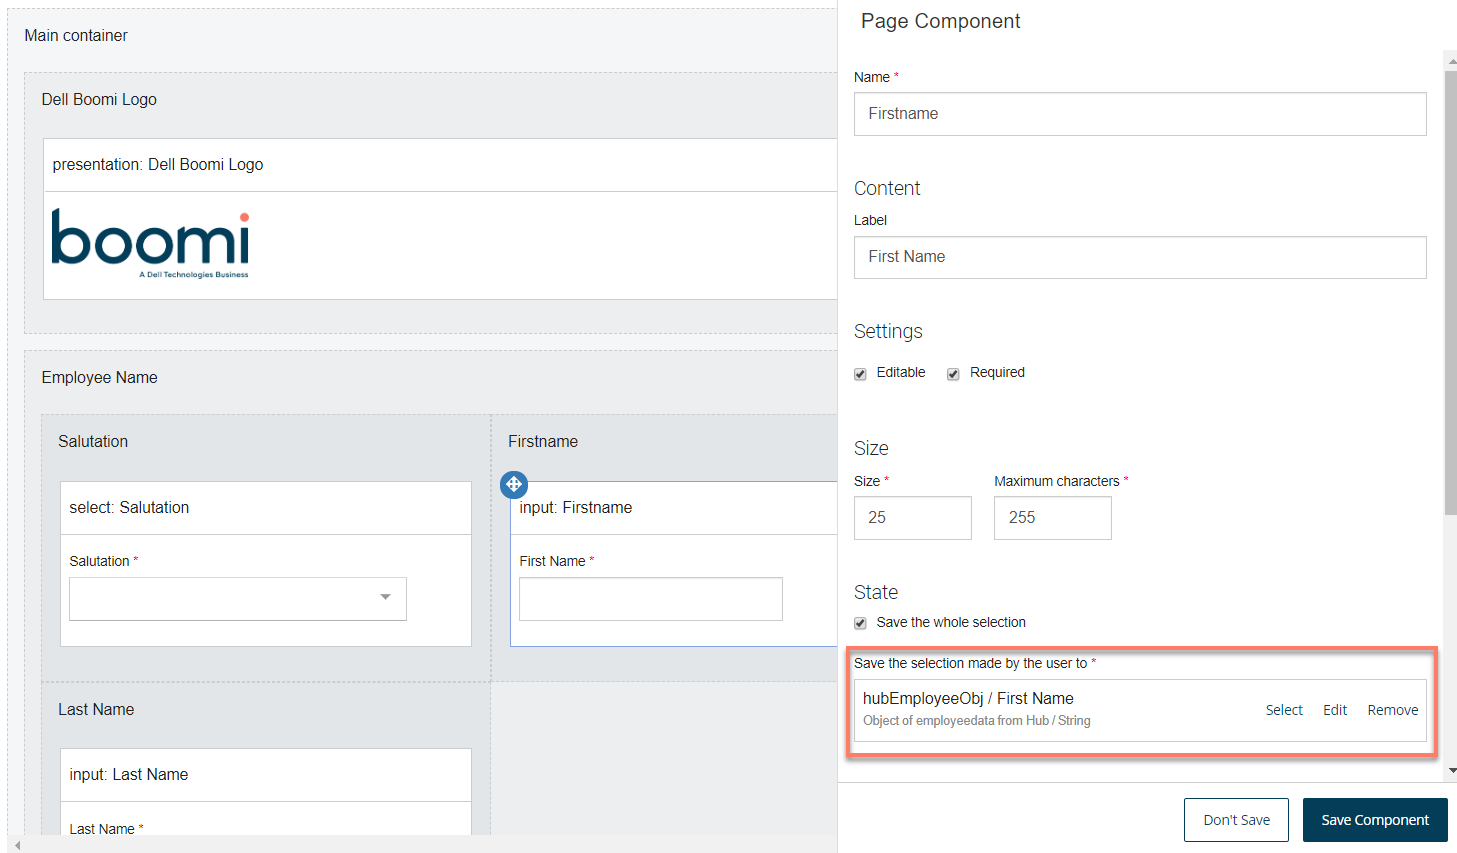 Main container
Dell Boomi Logo
presentation: Dell Boomi Logo
boomi
A Dell Technologies Business
Employee Name
Salutation
select: Salutation
Salutation *
Firstname
input: Firstname
First Name *
Last Name
input: Last Name
Last Name *
Page Component
Name *
Firstname
Content
Label
First Name
Settings
Editable Required
Size
Size * Maximum characters *
25 255
State
Save the whole selection
Save the selection made by the user to *
hubEmployeeObj / First Name
Object of employeedata from Hub / String
Select Edit Remove
Don't Save Save Component